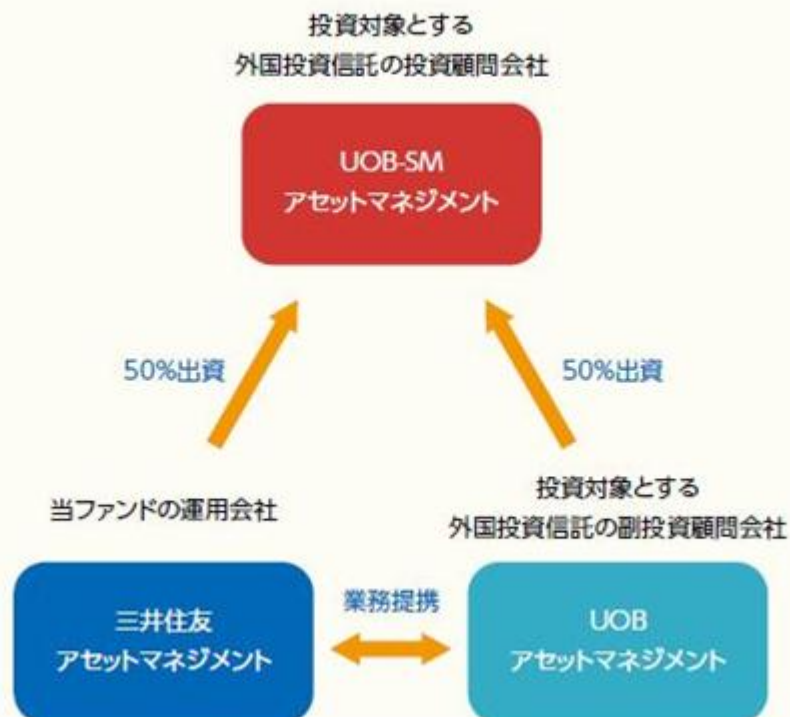 投資対象とする
外国投資信託の投資顧問会社
UOB-SM
アセットマネジメント
50%出資
50%出資
当ファンドの運用会社
投資対象とする
外国投資信託の副投資顧問会社
三井住友
アセットマネジメント
業務提携
UOB
アセットマネジメント